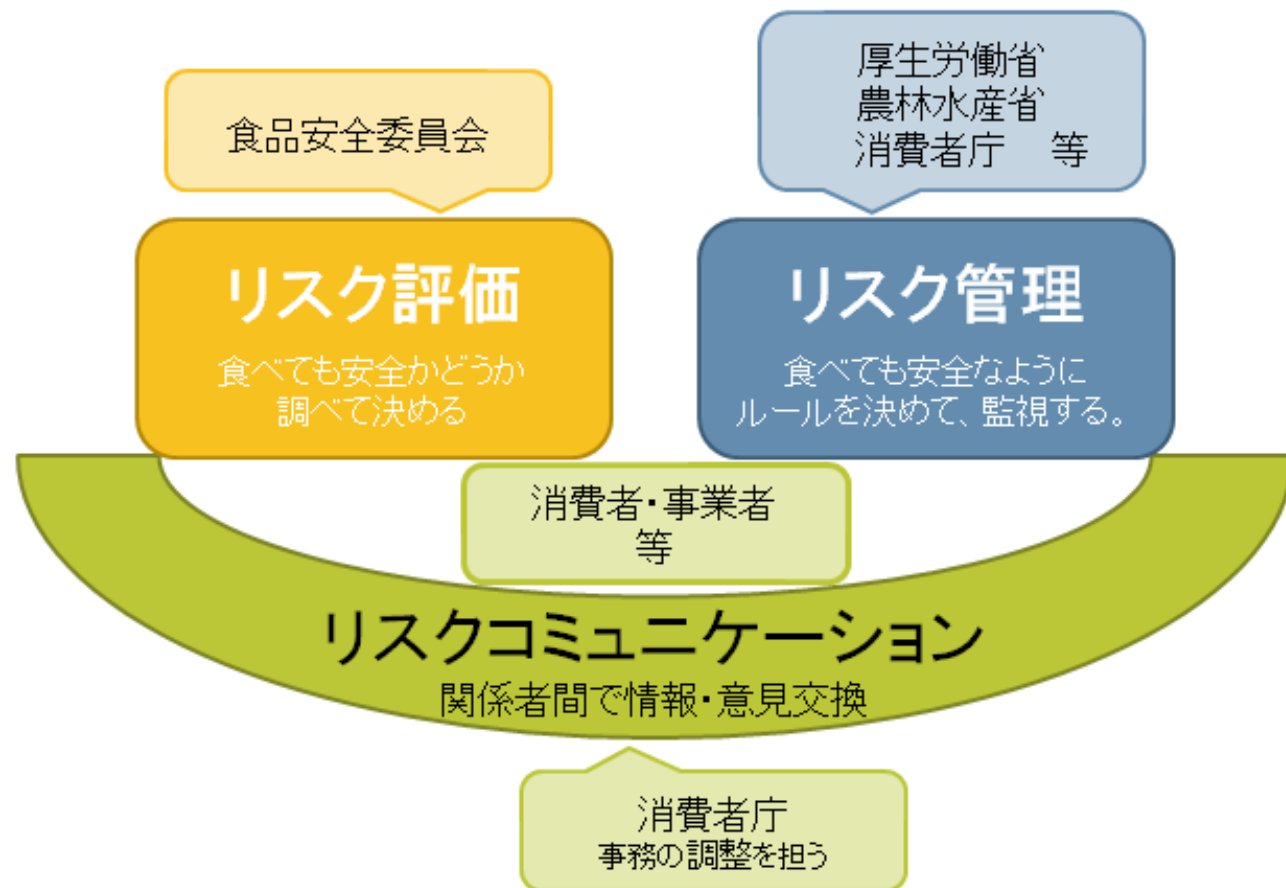 食品安全委員会
厚生労働省
農林水産省
消費者庁　等
リスク評価
食べても安全かどうか
調べて決める
リスク管理
食べても安全なように
ルールを決めて、監視する。
消費者・事業者
等
リスクコミュニケーション
関係者間で情報・意見交換
消費者庁
事務の調整を担う